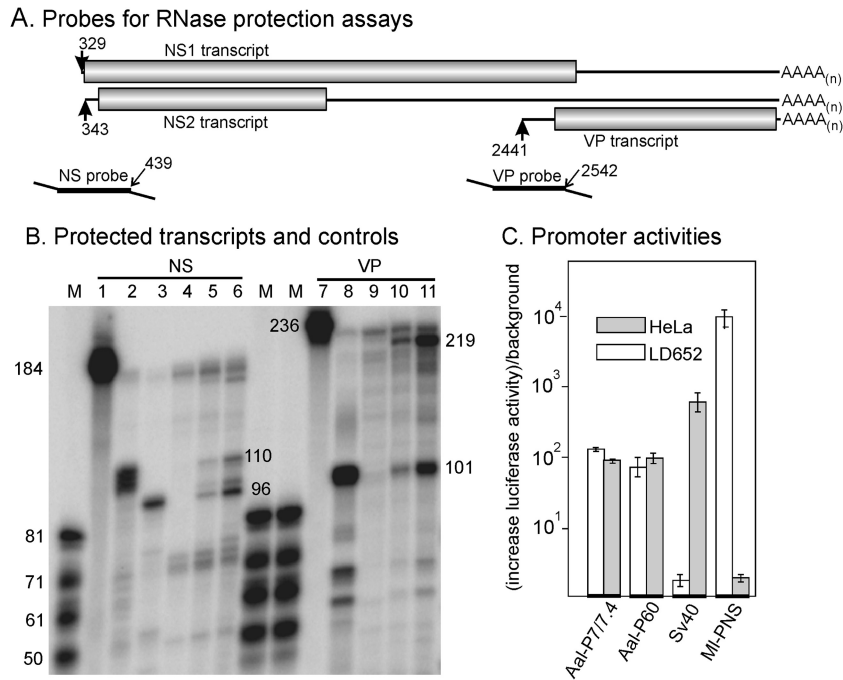 A. Probes for RNase protection assays
329
NS1 transcript
AAAA(n)
343
NS2 transcript
AAAA(n)
2441
VP transcript
AAAA(n)
NS probe
439
VP probe
2542
B. Protected transcripts and controls
NS
VP
M 1 2 3 4 5 6 M M 7 8 9 10 11
184
81
71
61
50
110
96
236
219
101
C. Promoter activities
(increase luciferase activity)/background
10^4
10^3
10^2
10^1
HeLa
LD652
Aal-P7/7.4
Aal-P60
Sv40
Ml-PNS